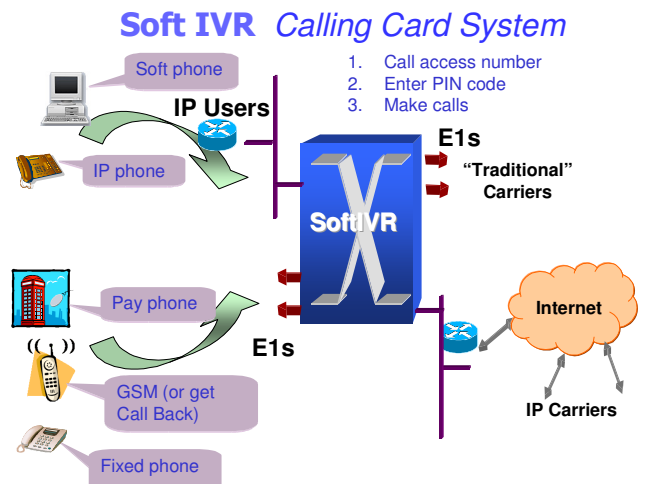 Soft IVR Calling Card System
Soft phone
1. Call access number
2. Enter PIN code
3. Make calls
IP Users
E1s
IP phone
“Traditional”
Carriers
SoftIVR
Pay phone
Internet
E1s
GSM (or get
Call Back)
IP Carriers
Fixed phone